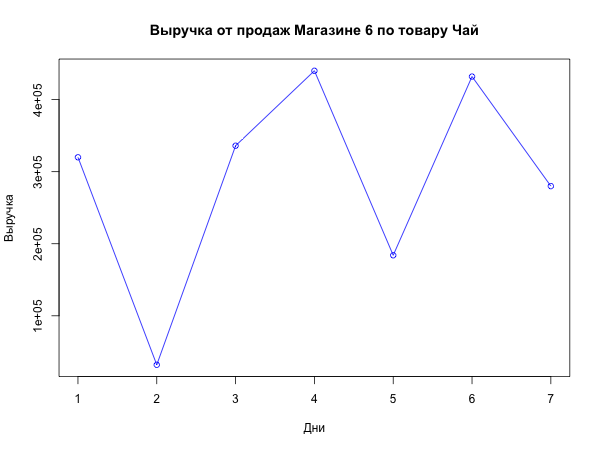 Выручка от продаж Магазине 6 по товару Чай
Выручка
4e+05
3e+05
2e+05
1e+05
1 2 3 4 5 6 7
Дни